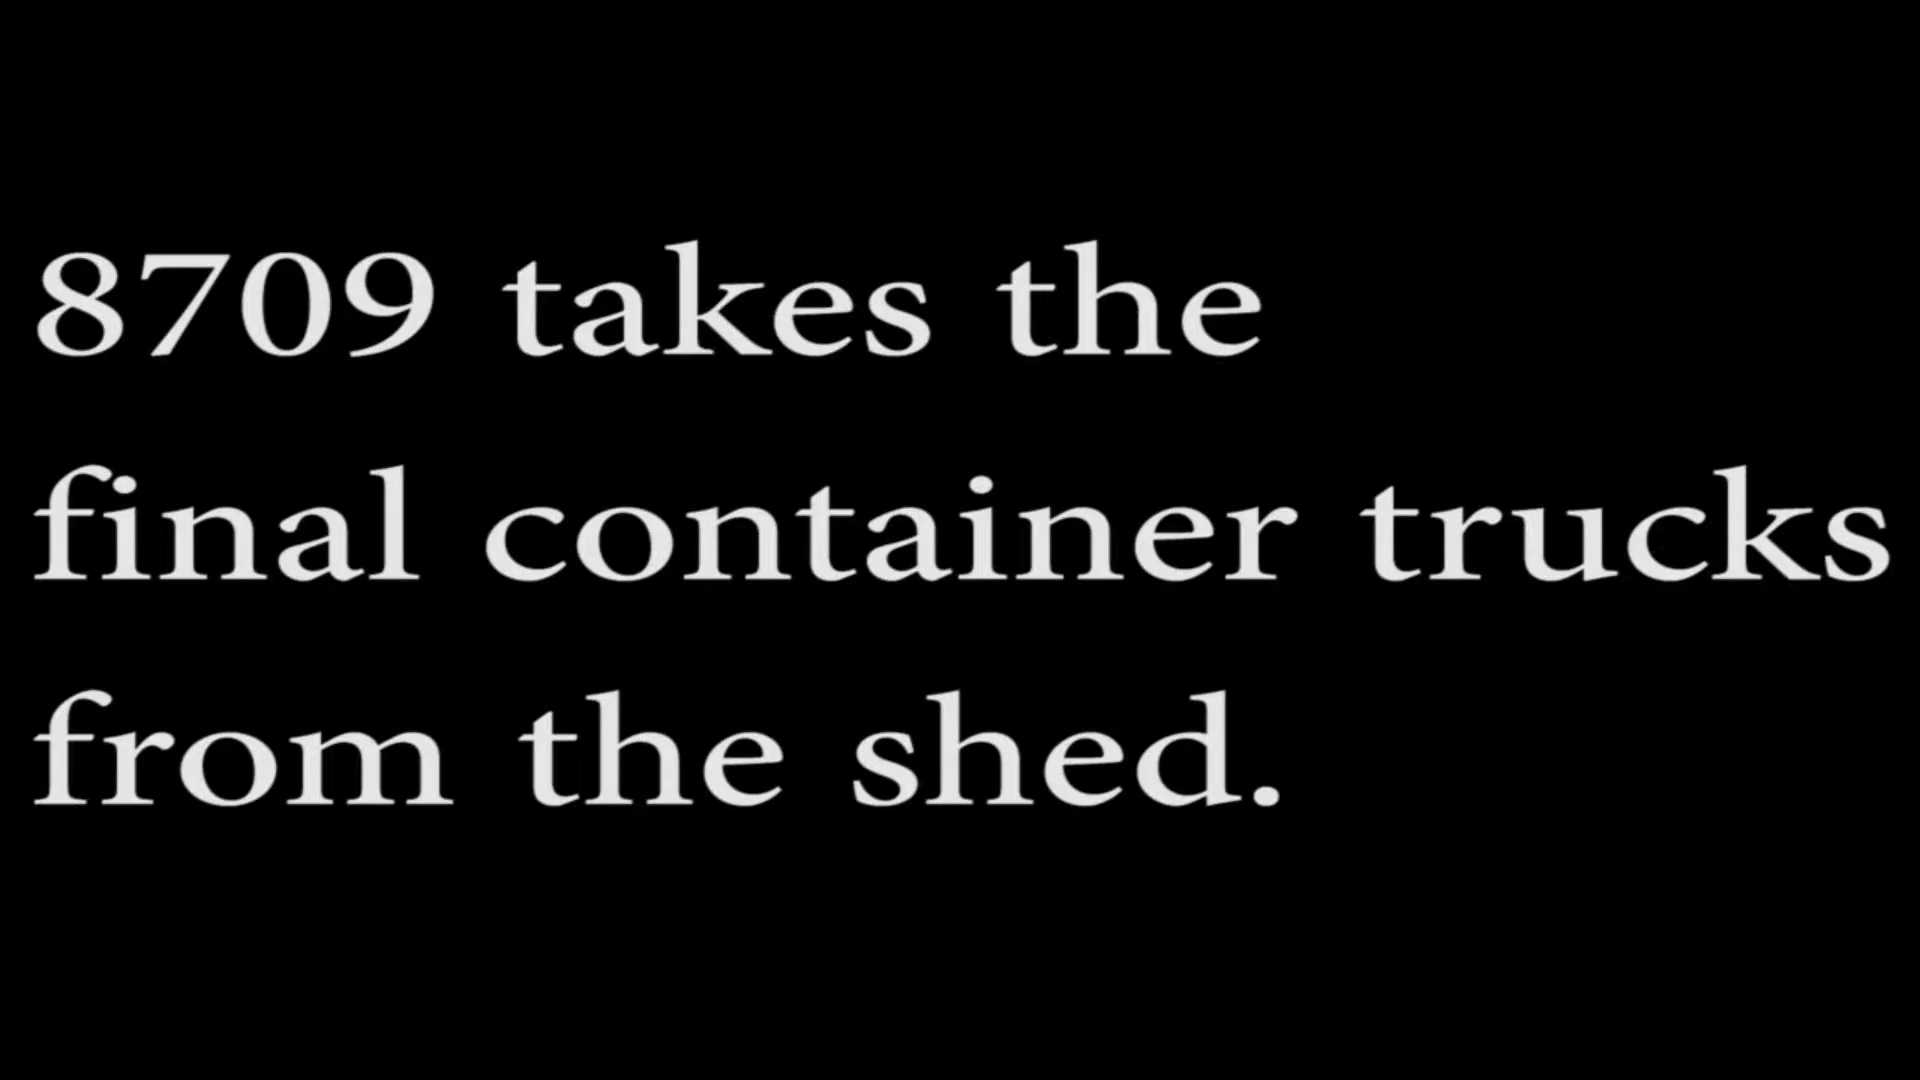 8709 takes the
final container trucks
from the shed.